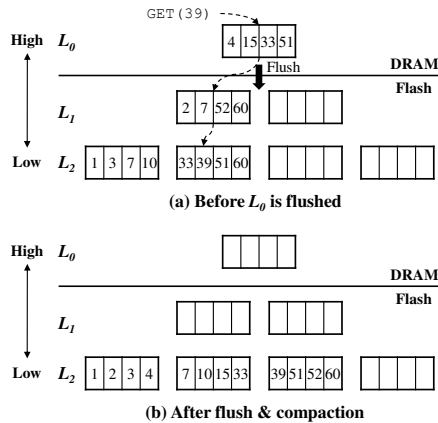 GET(39)
High L₀ 4 15 33 51
DRAM
Flush
Flash
L₁ 2 7 52 60
Low L₂ 1 3 7 10 33 39 51 60
(a) Before L₀ is flushed
High L₀
DRAM
Flash
L₁
Low L₂ 1 2 3 4 7 10 15 33 39 51 52 60
(b) After flush & compaction